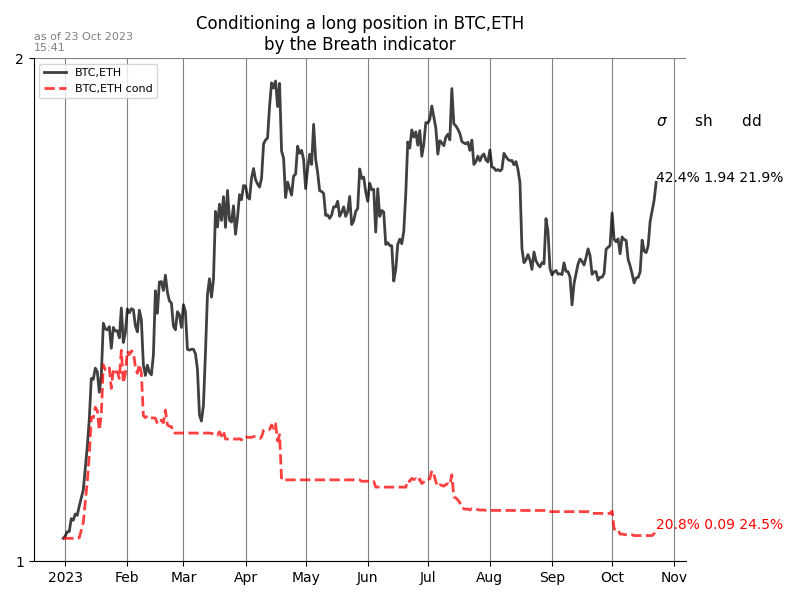 Conditioning a long position in BTC,ETH
by the Breath indicator
as of 23 Oct 2023
15:41
2
BTC,ETH
BTC,ETH cond
σ sh dd
42.4% 1.94 21.9%
20.8% 0.09 24.5%
1
2023 Feb Mar Apr May Jun Jul Aug Sep Oct Nov